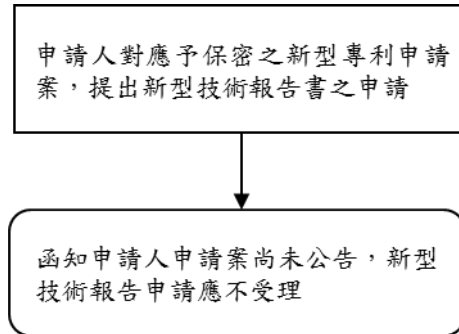 申請人對應予保密之新型專利申請
案，提出新型技術報告書之申請
函知申請人申請案尚未公告，新型
技術報告申請應不受理